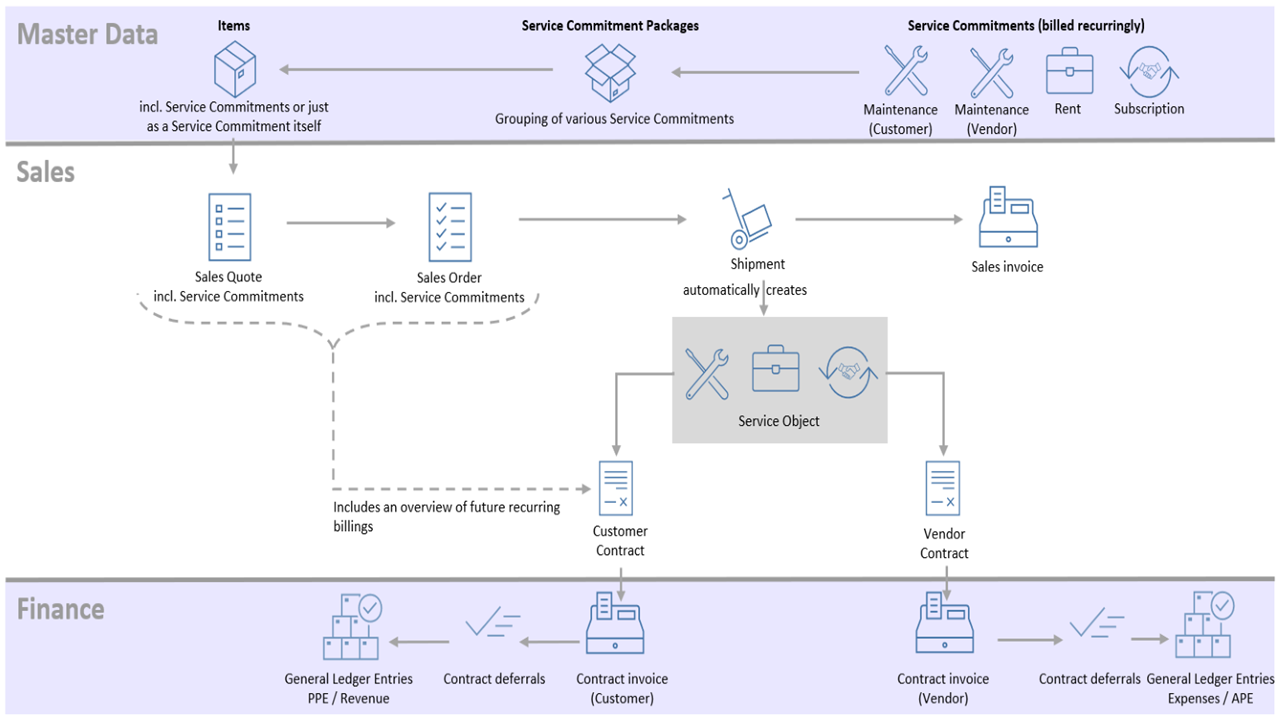 Master Data
Items
Service Commitment Packages
Service Commitments (billed recurringly)
incl. Service Commitments or just
as a Service Commitment itself
Grouping of various Service Commitments
Maintenance
(Customer)
Maintenance
(Vendor)
Rent
Subscription
Sales
Sales Quote
incl. Service Commitments
Sales Order
incl. Service Commitments
Shipment
automatically creates
Sales invoice
Service Object
Includes an overview of future recurring
billings
Customer
Contract
Vendor
Contract
Finance
General Ledger Entries
PPE / Revenue
Contract deferrals
Contract invoice
(Customer)
Contract invoice
(Vendor)
Contract deferrals
General Ledger Entries
Expenses / APE